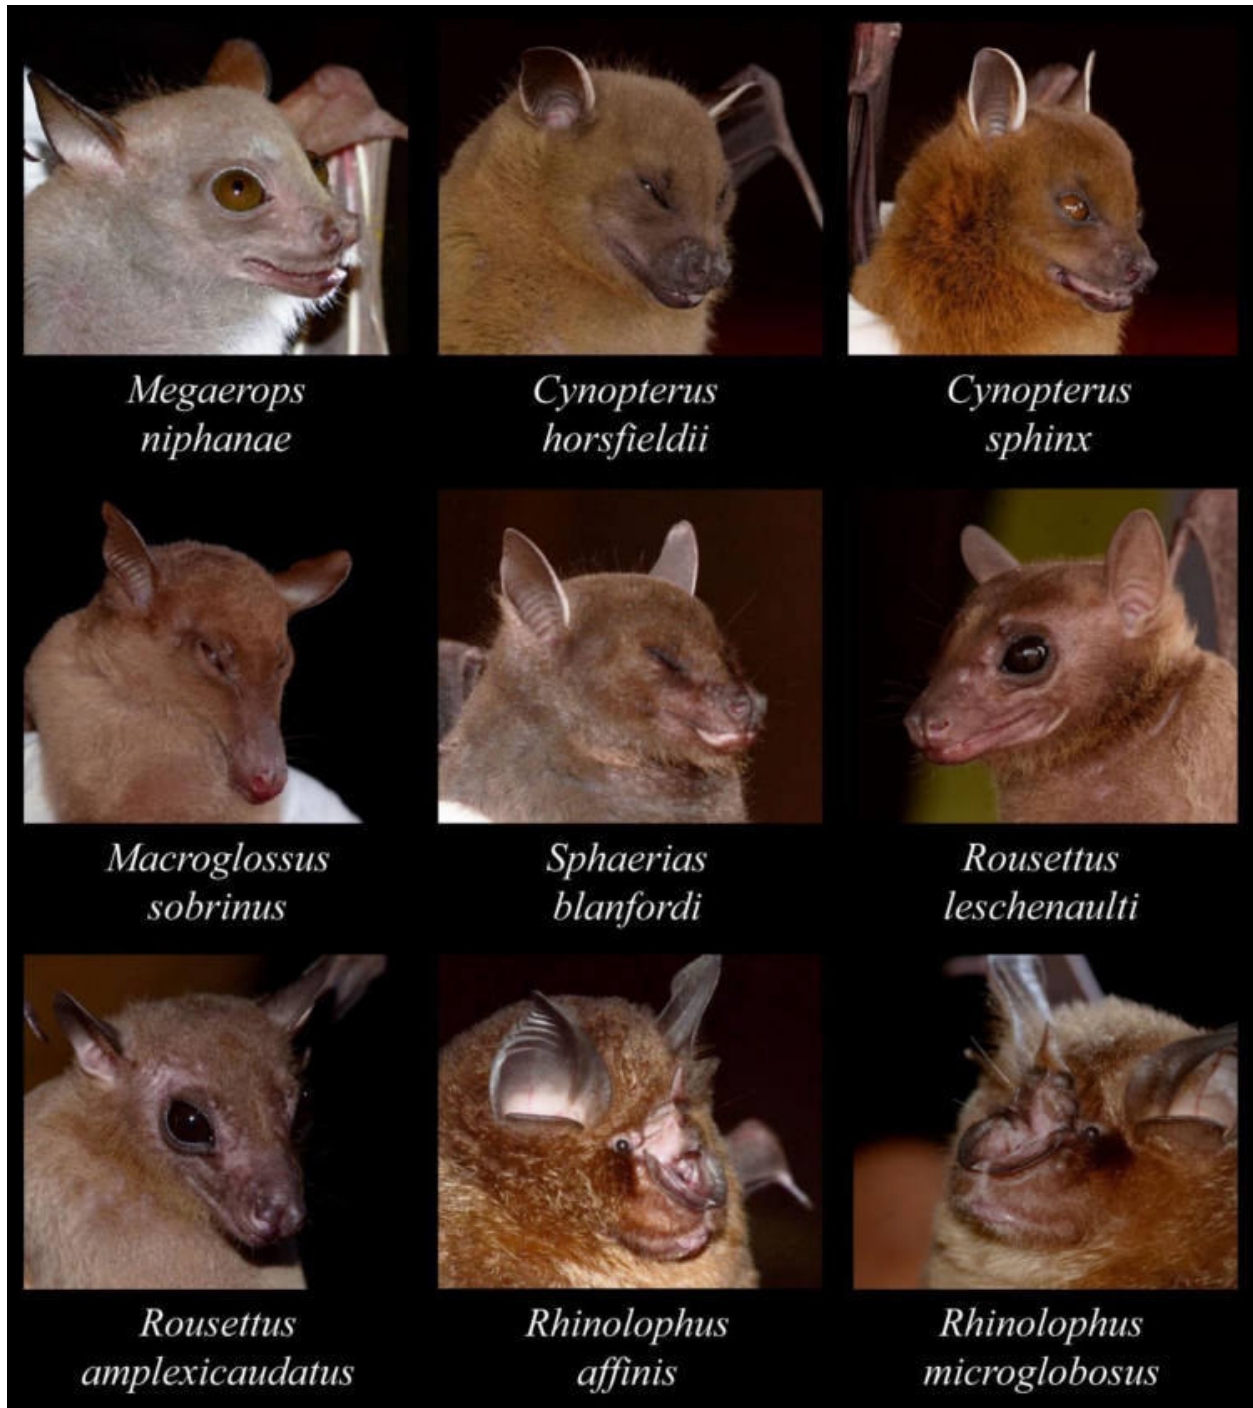 Megaerops
niphanae
Cynopterus
horsfieldii
Cynopterus
sphinx
Macroglossus
sobrinus
Sphaerias
blanfordi
Rousettus
leschenaulti
Rousettus
amplexicaudatus
Rhinolophus
affinis
Rhinolophus
microglobosus